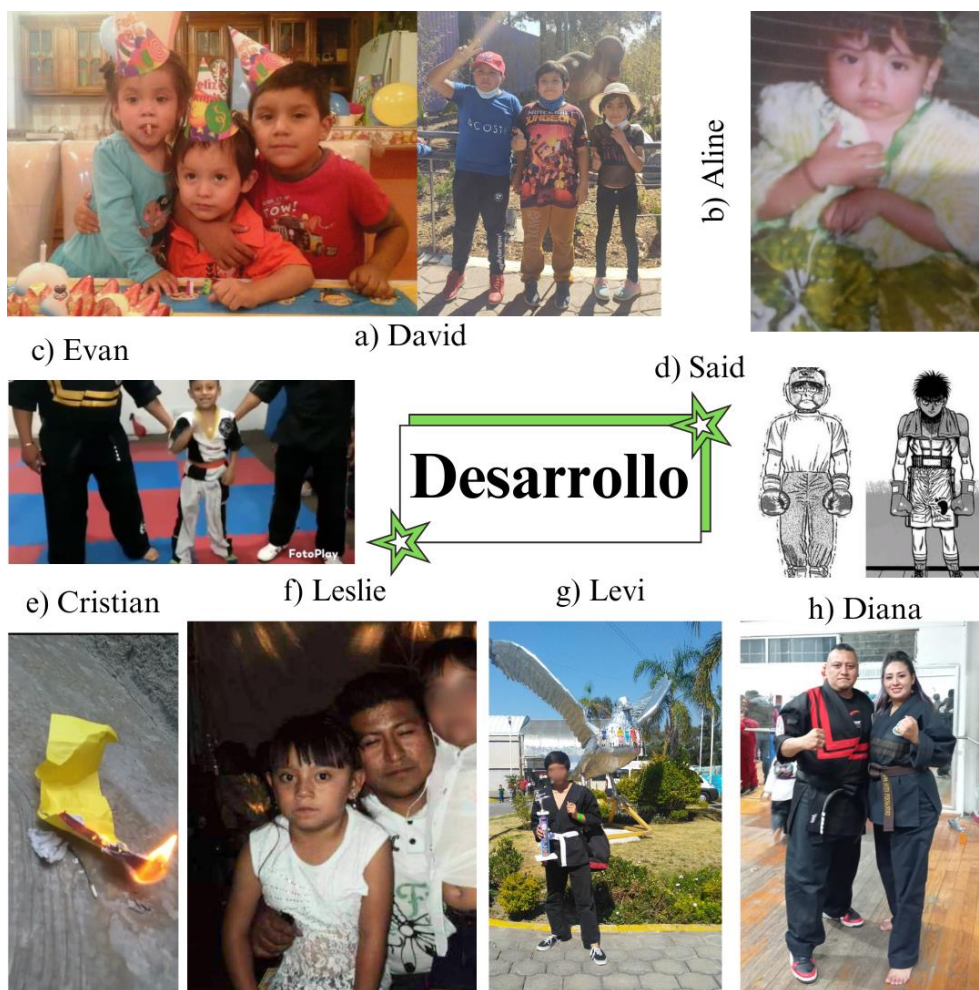 b) Aline
c) Evan
a) David
d) Said
Desarrollo
FotoPlay
e) Cristian
f) Leslie
g) Levi
h) Diana